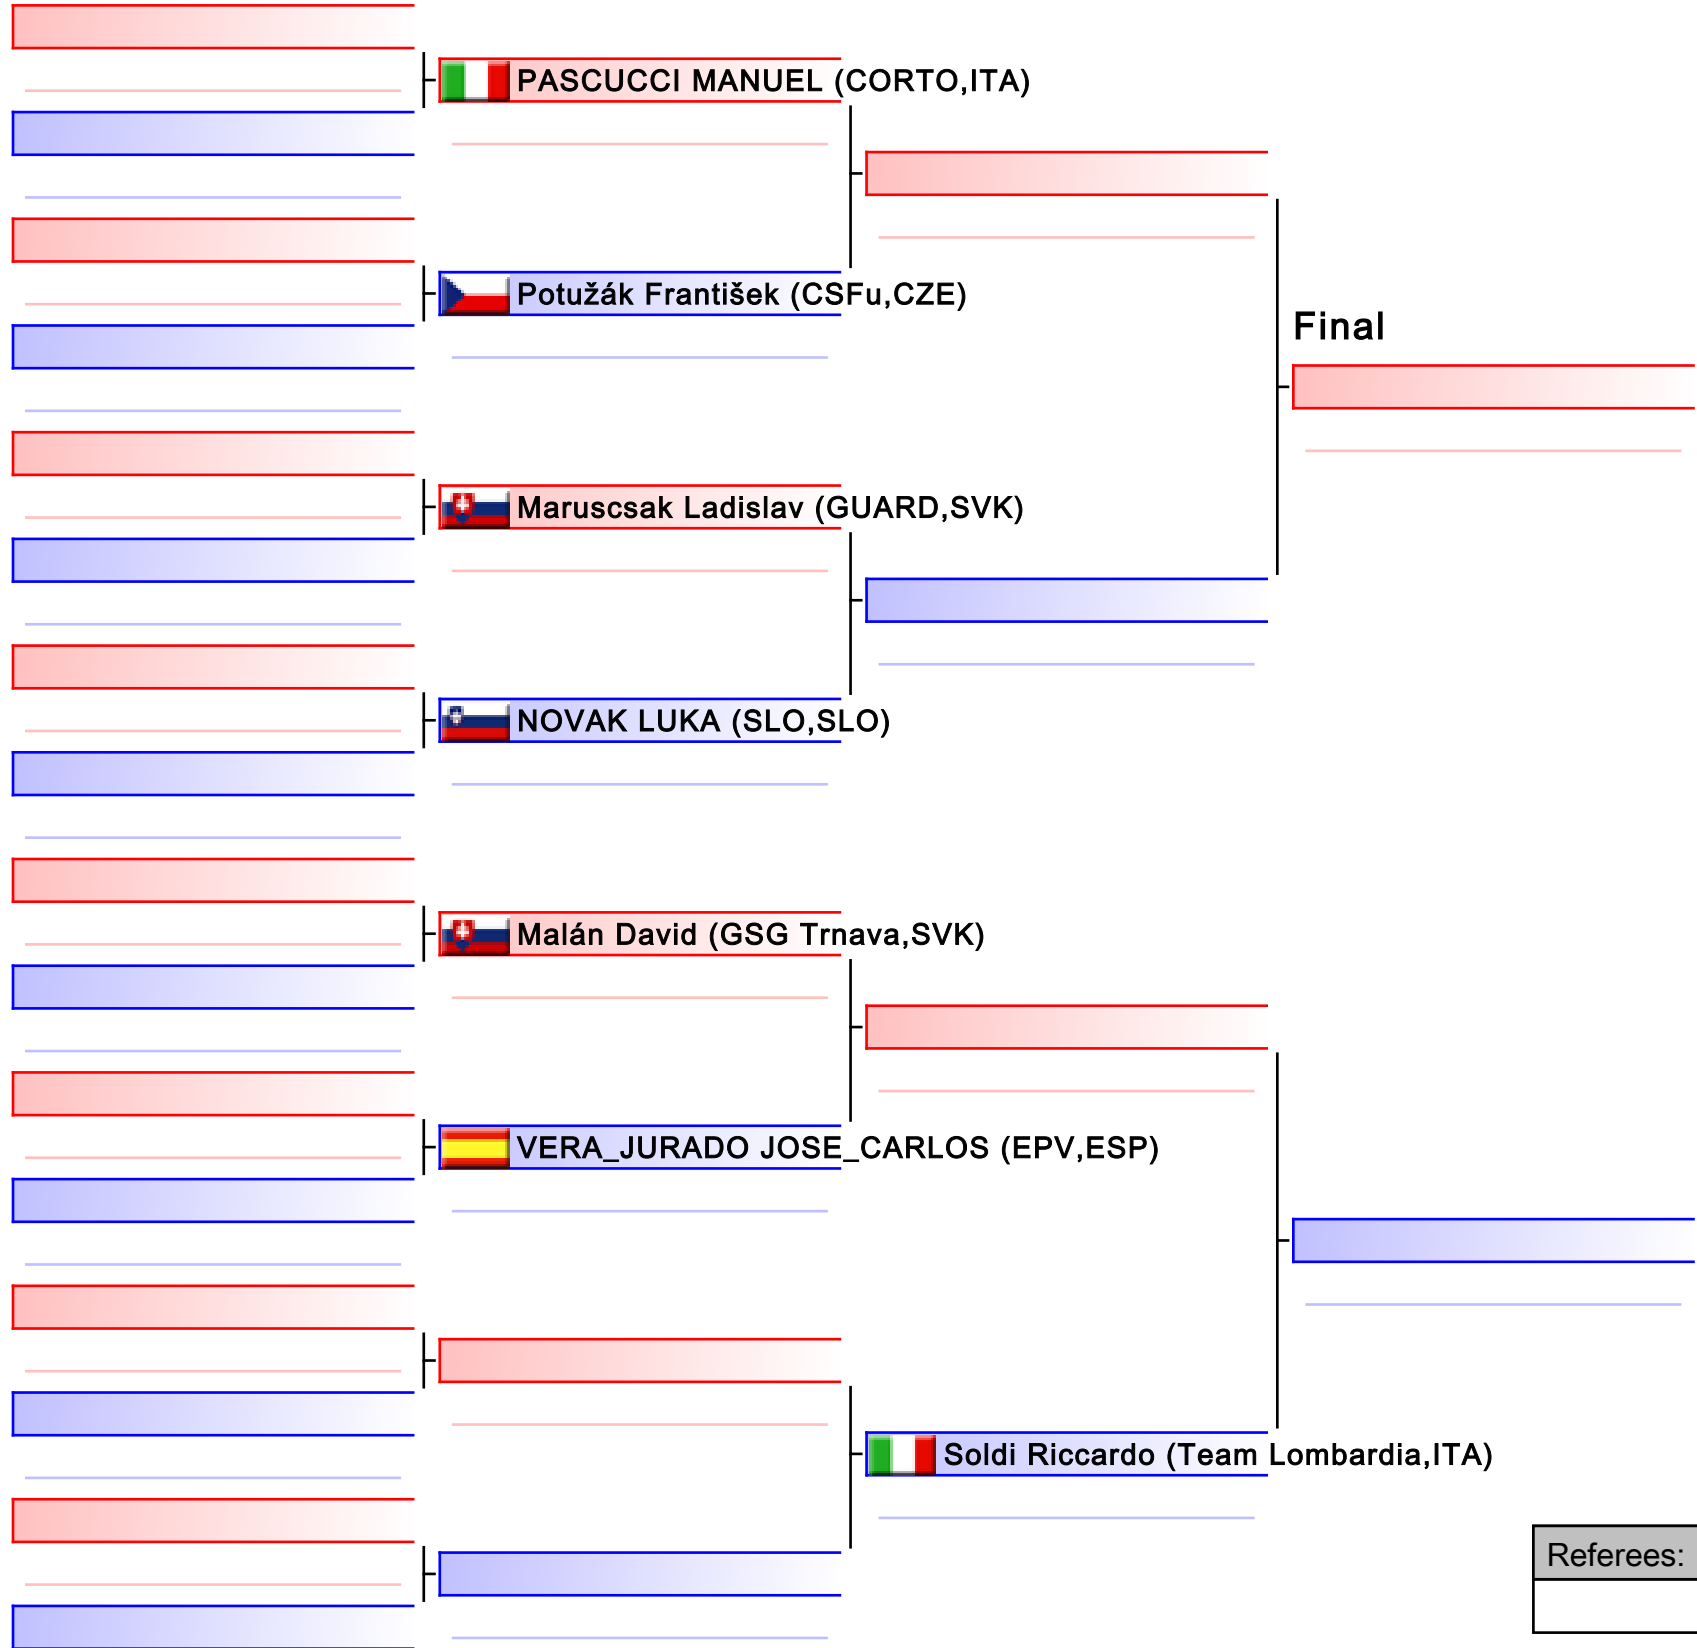 PASCUCCI MANUEL (CORTO,ITA)
Potužák František (CSFu,CZE)
Final
Maruscsak Ladislav (GUARD,SVK)
NOVAK LUKA (SLO,SLO)
Malán David (GSG Trnava,SVK)
VERA_JURADO JOSE_CARLOS (EPV,ESP)
Soldi Riccardo (Team Lombardia,ITA)
Referees: